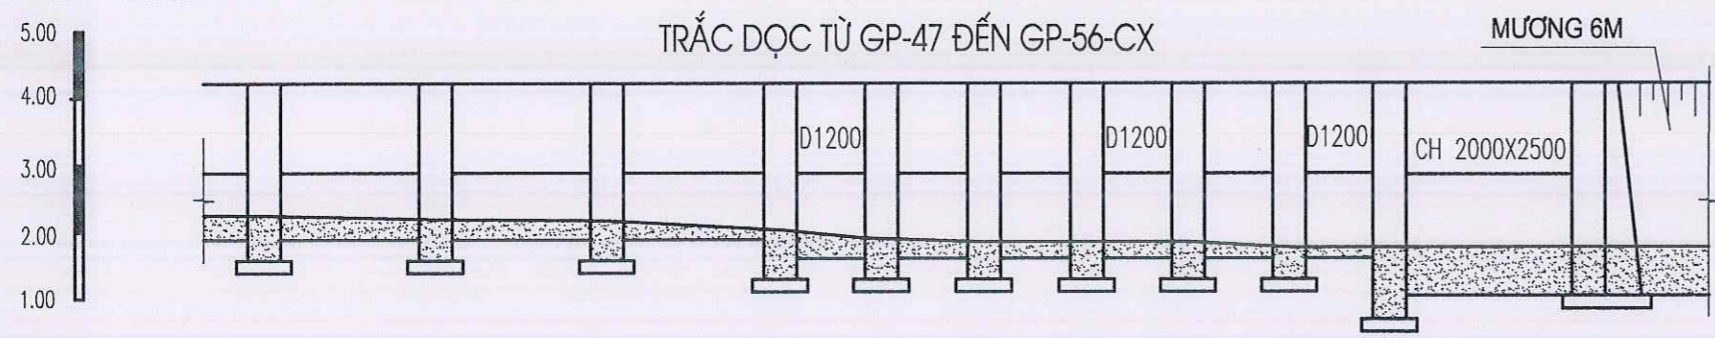 TRẮC DỌC TỪ GP-47 ĐẾN GP-56-CX
MƯƠNG 6M
5.00
4.00
3.00
2.00
1.00
D1200
D1200
D1200
CH 2000X2500